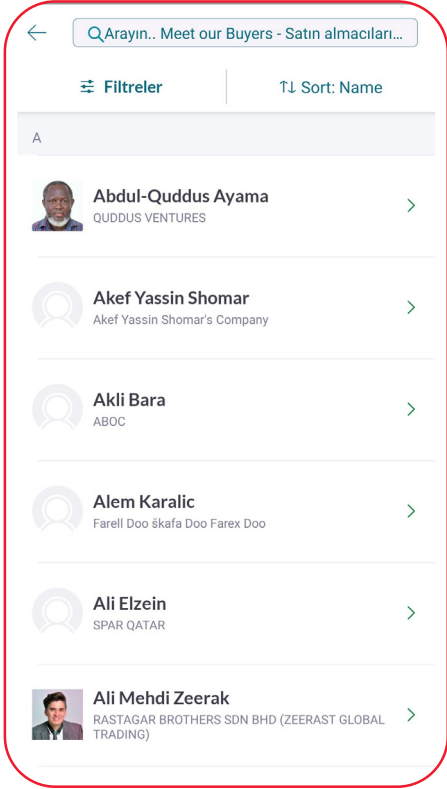 Arayın.. Meet our Buyers - Satın almacıları...
Filtreler
Sort: Name
A
Abdul-Quddus Ayama
QUDDUS VENTURES
Akef Yassin Shomar
Akef Yassin Shomar's Company
Akli Bara
ABOC
Alem Karalic
Farell Doo škafa Doo Farex Doo
Ali Elzein
SPAR QATAR
Ali Mehdi Zeerak
RASTAGAR BROTHERS SDN BHD (ZEERAST GLOBAL
TRADING)